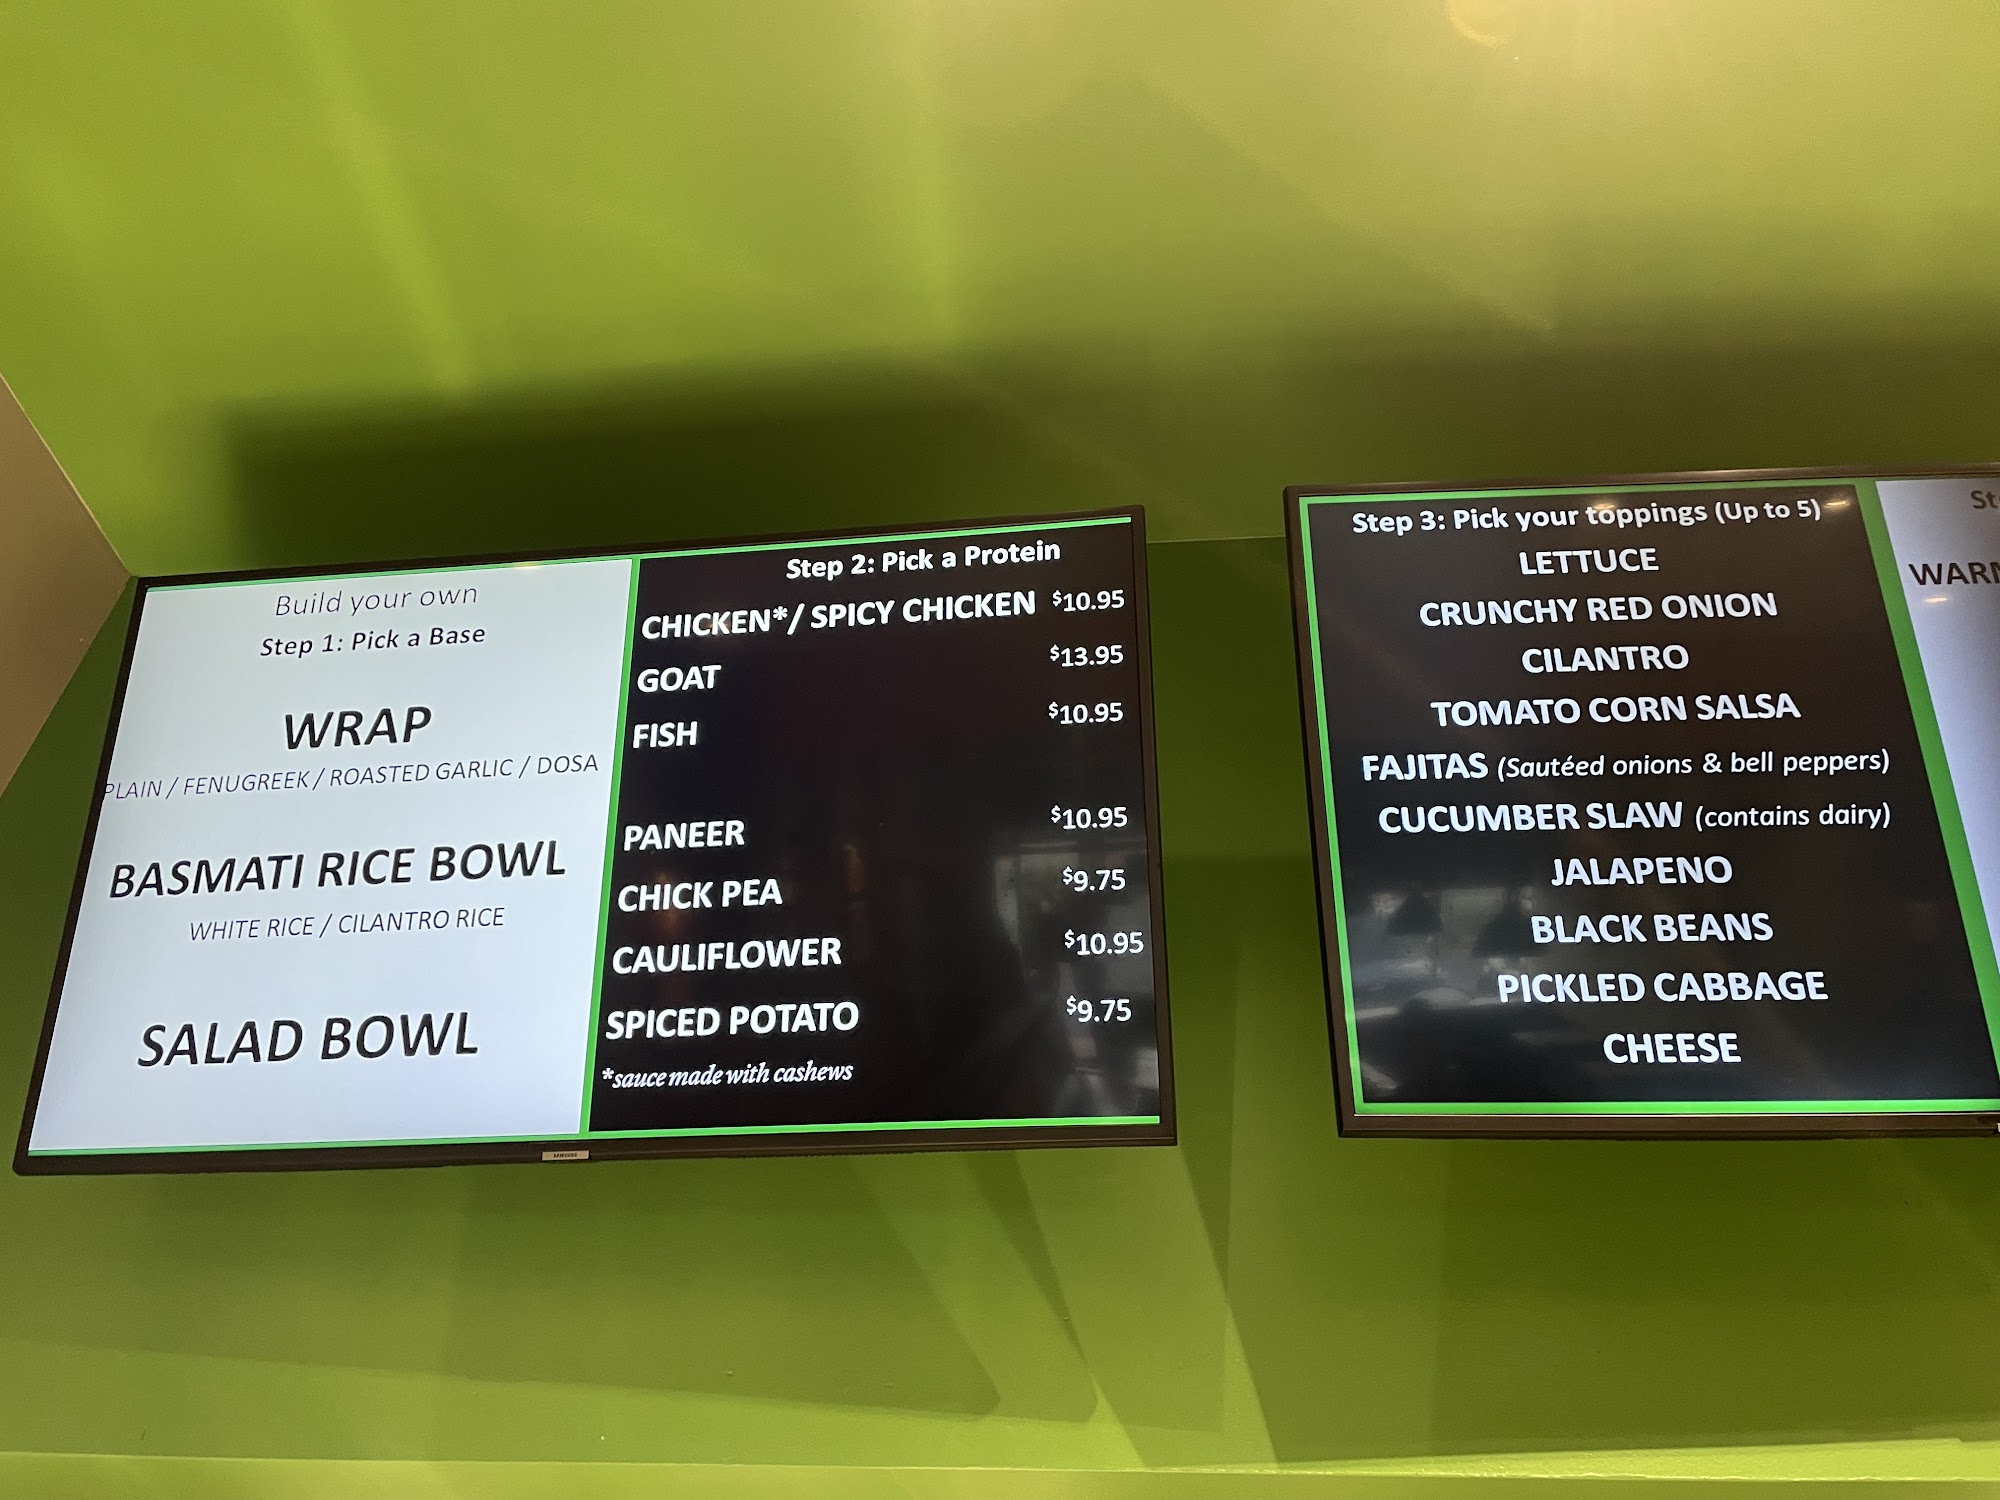 Build your own
Step 1: Pick a Base
WRAP
PLAIN / FENUGREEK / ROASTED GARLIC / DOSA
BASMATI RICE BOWL
WHITE RICE / CILANTRO RICE
SALAD BOWL
Step 2: Pick a Protein
CHICKEN*/ SPICY CHICKEN $10.95
GOAT $13.95
FISH $10.95
PANEER $10.95
CHICK PEA $9.75
CAULIFLOWER $10.95
SPICED POTATO $9.75
*sauce made with cashews
SAMSUNG
Step 3: Pick your toppings (Up to 5)
LETTUCE
CRUNCHY RED ONION
CILANTRO
TOMATO CORN SALSA
FAJITAS (Sautéed onions & bell peppers)
CUCUMBER SLAW (contains dairy)
JALAPENO
BLACK BEANS
PICKLED CABBAGE
CHEESE